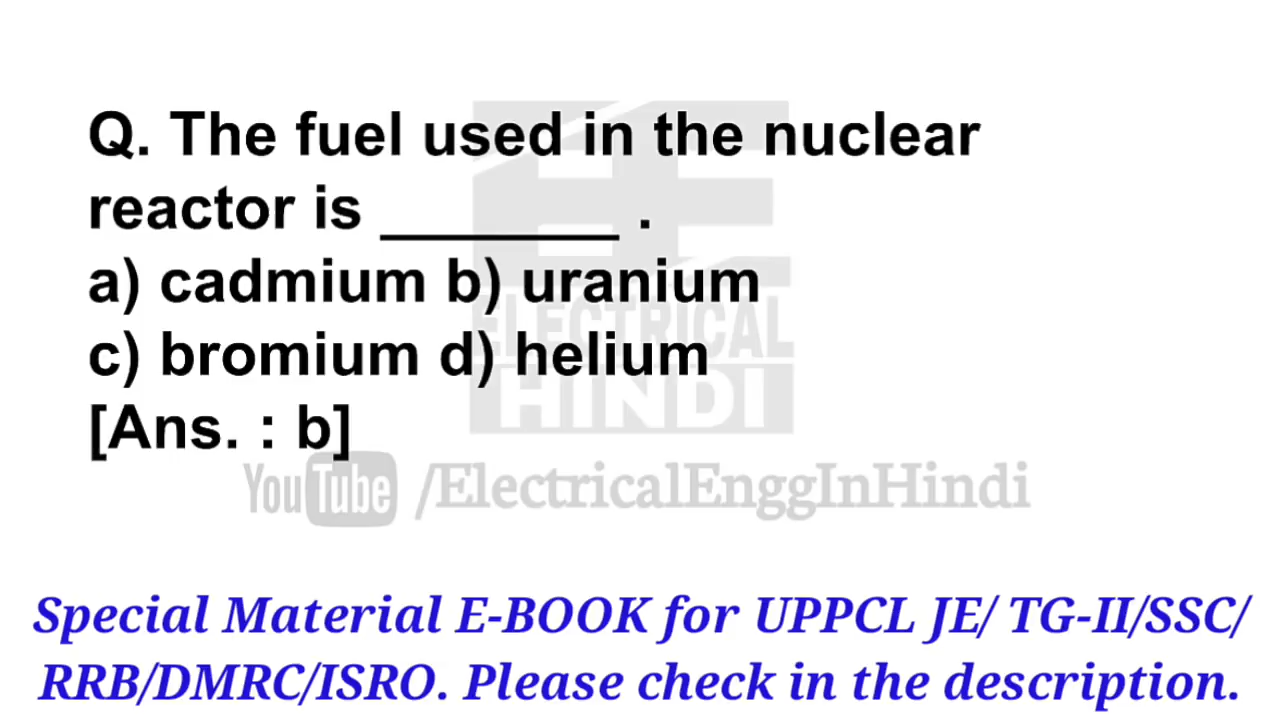 Q. The fuel used in the nuclear
reactor is ________ .
a) cadmium b) uranium
c) bromium d) helium
[Ans. : b]
ELECTRICAL
HINDI
YouTube /ElectricalEnggInHindi
Special Material E-BOOK for UPPCL JE/ TG-II/SSC/
RRB/DMRC/ISRO. Please check in the description.